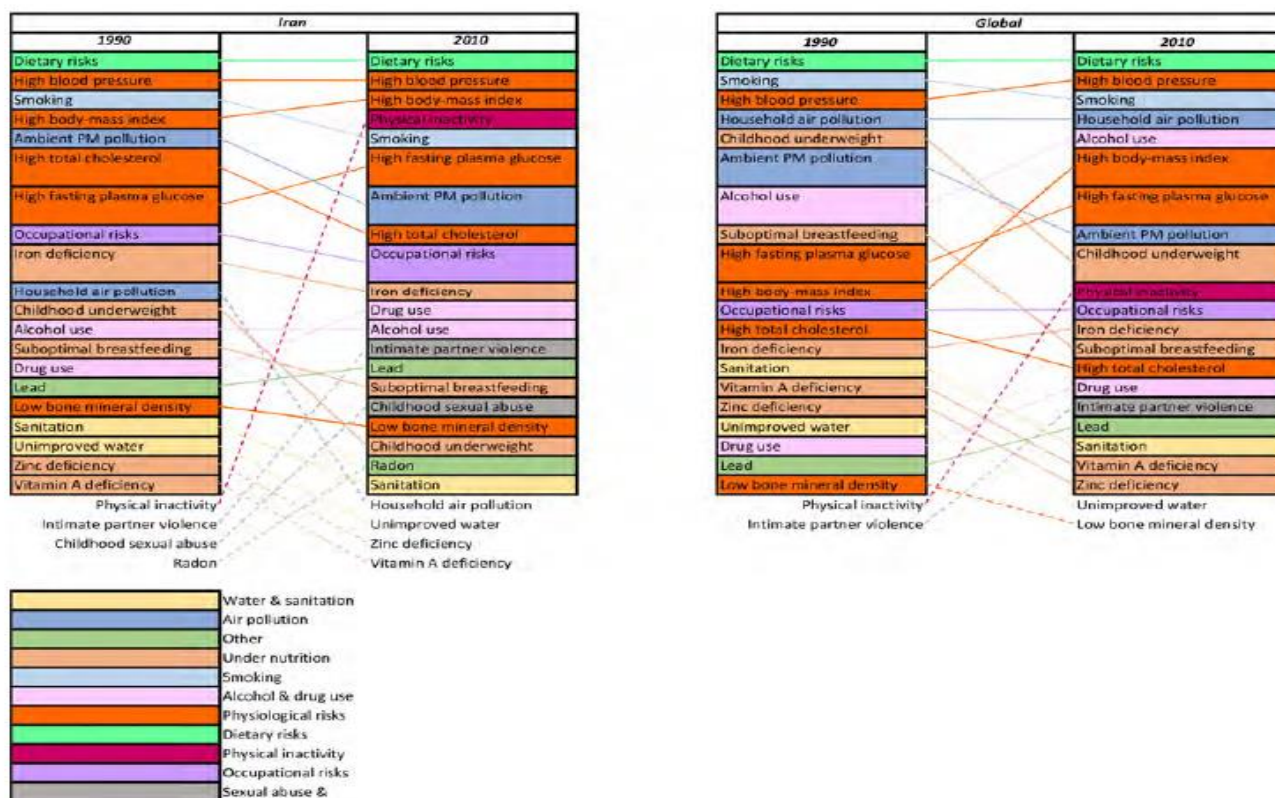 Iran
1990
2010
Dietary risks
High blood pressure
Smoking
High body-mass index
Ambient PM pollution
High total cholesterol
High fasting plasma glucose
Occupational risks
Iron deficiency
Household air pollution
Childhood underweight
Alcohol use
Suboptimal breastfeeding
Drug use
Lead
Low bone mineral density
Sanitation
Unimproved water
Zinc deficiency
Vitamin A deficiency
Physical inactivity
Intimate partner violence
Childhood sexual abuse
Radon
Dietary risks
High blood pressure
High body-mass index
Physical inactivity
Smoking
High fasting plasma glucose
Ambient PM pollution
High total cholesterol
Occupational risks
Iron deficiency
Drug use
Alcohol use
Intimate partner violence
Lead
Suboptimal breastfeeding
Childhood sexual abuse
Low bone mineral density
Childhood underweight
Radon
Sanitation
Household air pollution
Unimproved water
Zinc deficiency
Vitamin A deficiency
Global
1990
2010
Dietary risks
Smoking
High blood pressure
Household air pollution
Childhood underweight
Ambient PM pollution
Alcohol use
Suboptimal breastfeeding
High fasting plasma glucose
High body-mass index
Occupational risks
High total cholesterol
Iron deficiency
Sanitation
Vitamin A deficiency
Zinc deficiency
Unimproved water
Drug use
Lead
Low bone mineral density
Physical inactivity
Intimate partner violence
Dietary risks
High blood pressure
Smoking
Household air pollution
Alcohol use
High body-mass index
High fasting plasma glucose
Ambient PM pollution
Childhood underweight
Physical inactivity
Occupational risks
Iron deficiency
Suboptimal breastfeeding
High total cholesterol
Drug use
Intimate partner violence
Lead
Sanitation
Vitamin A deficiency
Zinc deficiency
Unimproved water
Low bone mineral density
Water & sanitation
Air pollution
Other
Under nutrition
Smoking
Alcohol & drug use
Physiological risks
Dietary risks
Physical inactivity
Occupational risks
Sexual abuse &